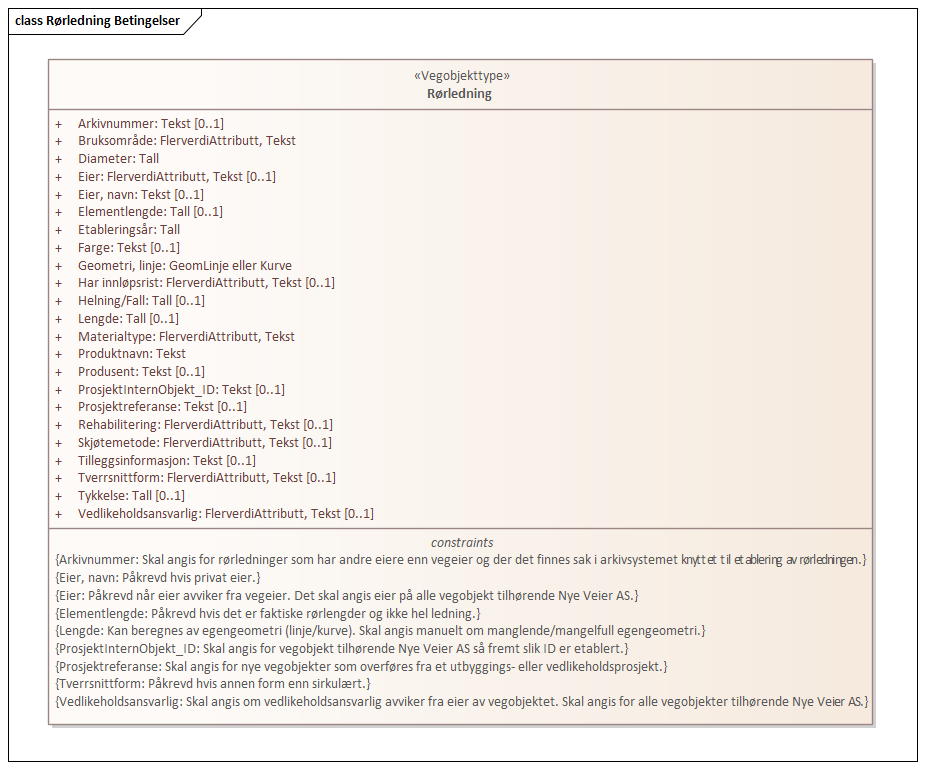 class Rørledning Betingelser
«Vegobjekttype»
Rørledning
+ Arkivnummer: Tekst [0..1]
+ Bruksområde: FlerverdiAttributt, Tekst
+ Diameter: Tall
+ Eier: FlerverdiAttributt, Tekst [0..1]
+ Eier, navn: Tekst [0..1]
+ Elementlengde: Tall [0..1]
+ Etableringsår: Tall
+ Farge: Tekst [0..1]
+ Geometri, linje: GeomLinje eller Kurve
+ Har innløpsrist: FlerverdiAttributt, Tekst [0..1]
+ Helning/Fall: Tall [0..1]
+ Lengde: Tall [0..1]
+ Materialtype: FlerverdiAttributt, Tekst
+ Produktnavn: Tekst
+ Produsent: Tekst [0..1]
+ ProsjektInternObjekt_ID: Tekst [0..1]
+ Prosjektreferanse: Tekst [0..1]
+ Rehabilitering: FlerverdiAttributt, Tekst [0..1]
+ Skjøtemetode: FlerverdiAttributt, Tekst [0..1]
+ Tilleggsinformasjon: Tekst [0..1]
+ Tverrsnittform: FlerverdiAttributt, Tekst [0..1]
+ Tykkelse: Tall [0..1]
+ Vedlikeholdsansvarlig: FlerverdiAttributt, Tekst [0..1]
constraints
{Arkivnummer: Skal angis for rørledninger som har andre eiere enn vegeier og der det finnes sak i arkivsystemet knyttet til etablering av rørledningen.}
{Eier, navn: Påkrevd hvis privat eier.}
{Eier: Påkrevd når eier avviker fra vegeier. Det skal angis eier på alle vegobjekt tilhørende Nye Veier AS.}
{Elementlengde: Påkrevd hvis det er faktiske rørlengder og ikke hel ledning.}
{Lengde: Kan beregnes av egengeometri (linje/kurve). Skal angis manuelt om manglende/mangelfull egengeometri.}
{ProsjektInternObjekt_ID: Skal angis for vegobjekt tilhørende Nye Veier AS så fremt slik ID er etablert.}
{Prosjektreferanse: Skal angis for nye vegobjekter som overføres fra et utbyggings- eller vedlikeholdsprosjekt.}
{Tverrsnittform: Påkrevd hvis annen form enn sirkulært.}
{Vedlikeholdsansvarlig: Skal angis om vedlikeholdsansvarlig avviker fra eier av vegobjektet. Skal angis for alle vegobjekter tilhørende Nye Veier AS.}